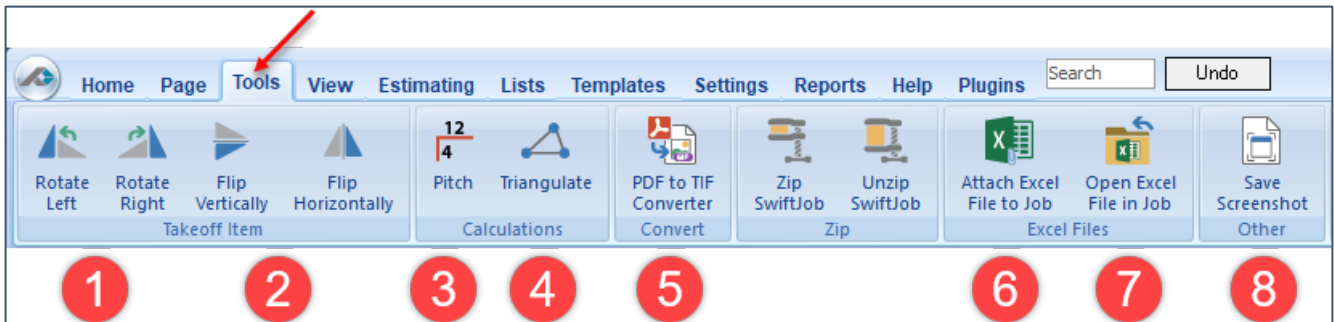 Home Page Tools View Estimating Lists Templates Settings Reports Help Plugins Search Undo
12
4
Rotate Left
Rotate Right
Flip Vertically
Flip Horizontally
Pitch
Triangulate
PDF to TIF Converter
Zip SwiftJob
Unzip SwiftJob
Attach Excel File to Job
Open Excel File in Job
Save Screenshot
Takeoff Item
Calculations
Convert
Zip
Excel Files
Other
1 2 3 4 5 6 7 8